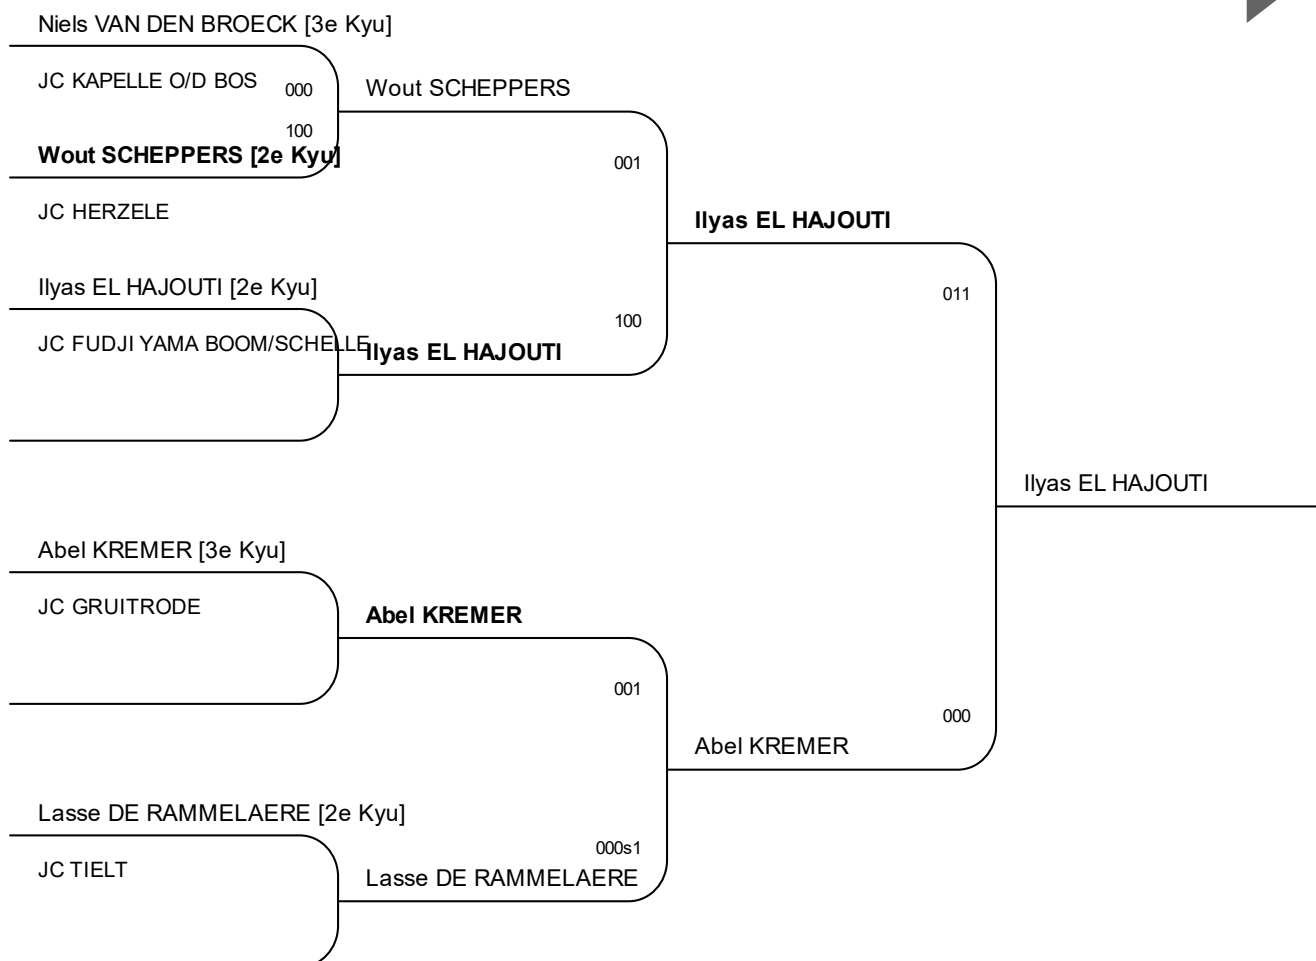 Niels VAN DEN BROECK [3e Kyu]
JC KAPELLE O/D BOS
000
Wout SCHEPPERS
100
Wout SCHEPPERS [2e Kyu]
001
JC HERZELE
Ilyas EL HAJOUTI
Ilyas EL HAJOUTI [2e Kyu]
011
100
JC FUDJI YAMA BOOM/SCHELLE
Ilyas EL HAJOUTI
Ilyas EL HAJOUTI
Abel KREMER [3e Kyu]
JC GRUITRODE
Abel KREMER
001
000
Abel KREMER
Lasse DE RAMMELAERE [2e Kyu]
000s1
JC TIELT
Lasse DE RAMMELAERE